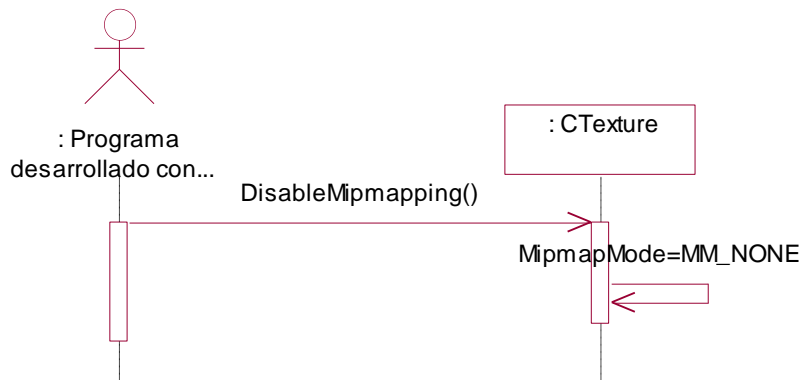 : Programa
desarrollado con...
: CTexture
DisableMipmapping()
MipmapMode=MM_NONE